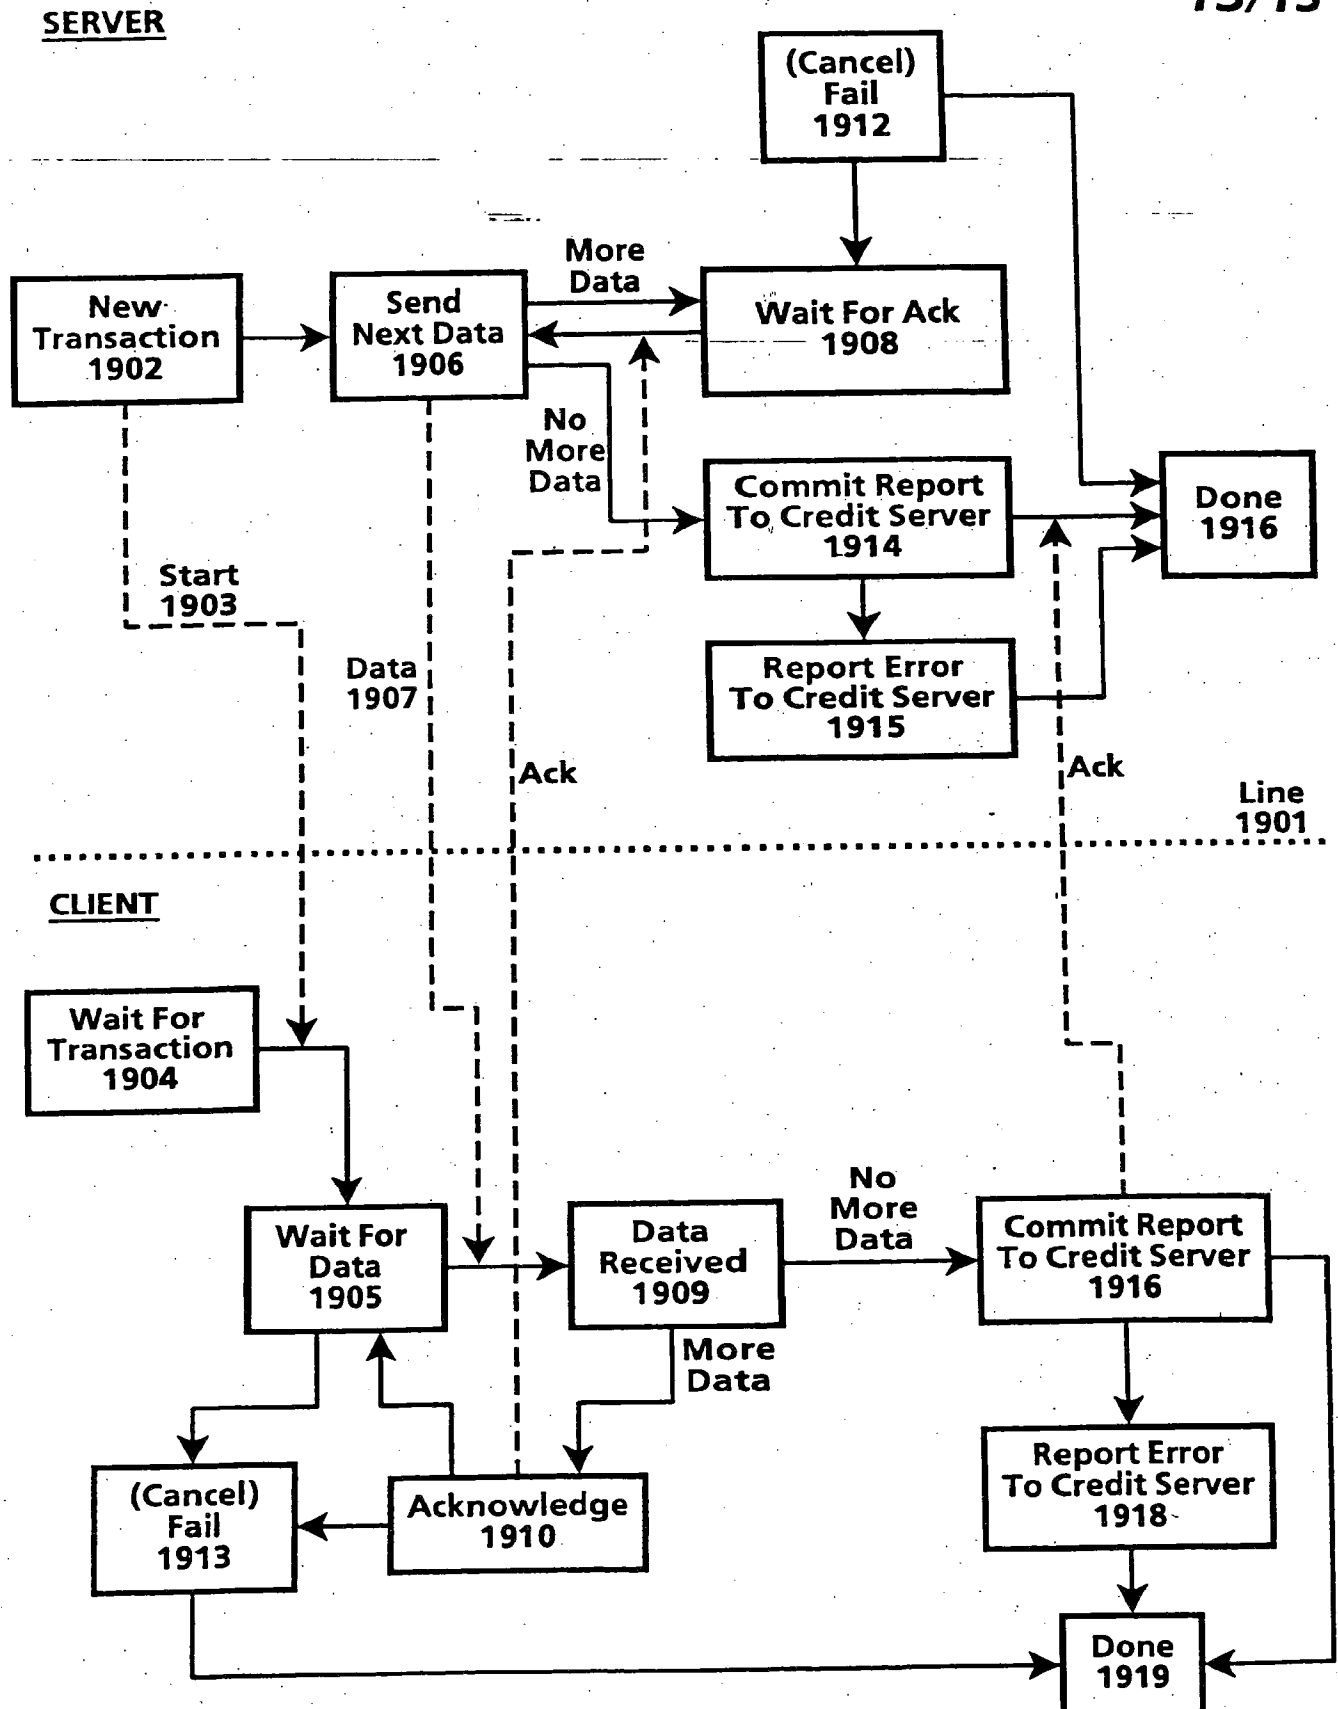 SERVER
(Cancel)
Fail
1912
More
Data
New
Transaction
1902
Send
Next Data
1906
Wait For Ack
1908
No
More
Data
Commit Report
To Credit Server
1914
Done
1916
Start
1903
Data
1907
Report Error
To Credit Server
1915
Ack
Ack
Line
1901
CLIENT
Wait For
Transaction
1904
Wait For
Data
1905
Data
Received
1909
No
More
Data
Commit Report
To Credit Server
1916
More
Data
(Cancel)
Fail
1913
Acknowledge
1910
Report Error
To Credit Server
1918
Done
1919